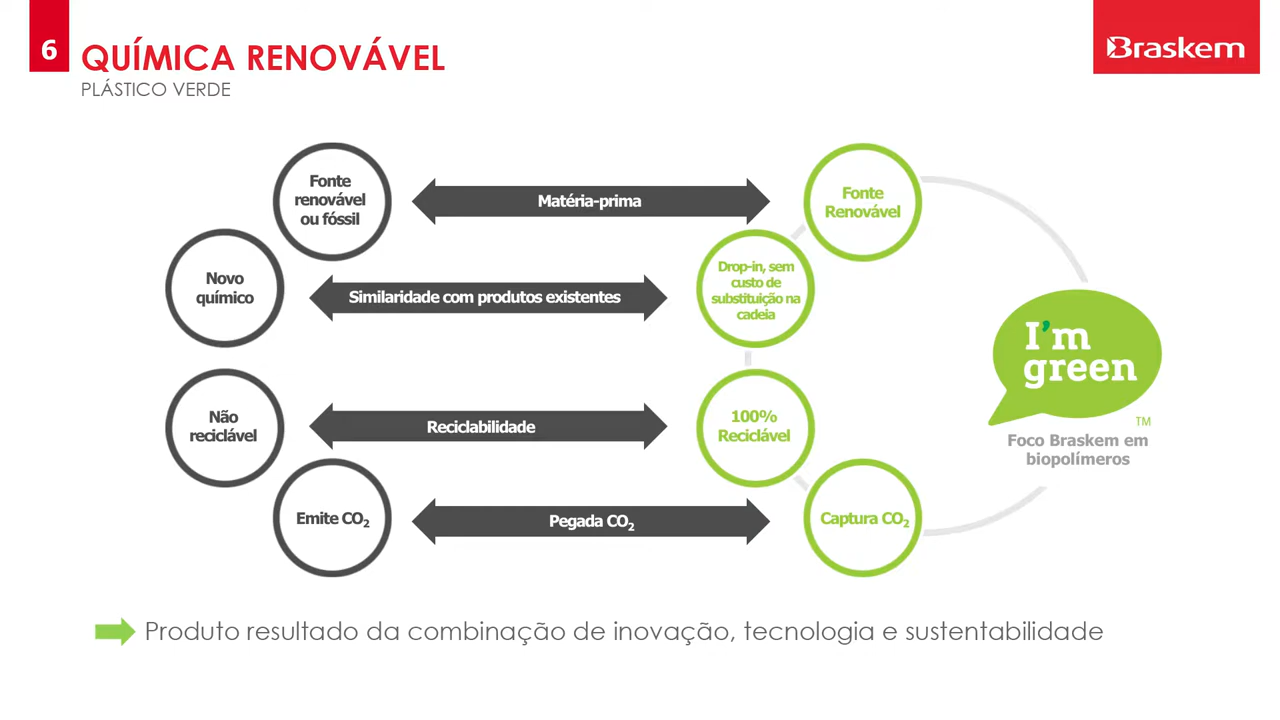 6
QUÍMICA RENOVÁVEL
PLÁSTICO VERDE
Braskem
Fonte
renovável
ou fóssil
Matéria-prima
Fonte
Renovável
Novo
químico
Similaridade com produtos existentes
Drop-in, sem
custo de
substituição na
cadeia
I'm
green
TM
Foco Braskem em
biopolímeros
Não
reciclável
Reciclabilidade
100%
Reciclável
Emite CO₂
Pegada CO₂
Captura CO₂
Produto resultado da combinação de inovação, tecnologia e sustentabilidade